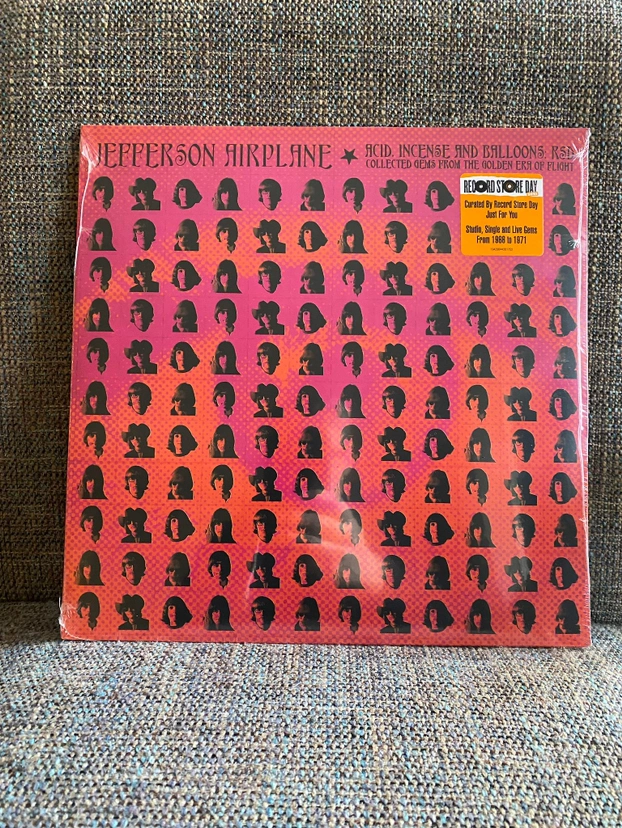 JEFFERSON AIRPLANE ★ ACID, INCENSE AND BALLOONS: RSD
COLLECTED GEMS FROM THE GOLDEN ERA OF FLIGHT
RECORD STORE DAY
Curated By Record Store Day
Just For You
Studio, Single and Live Gems
From 1966 to 1971